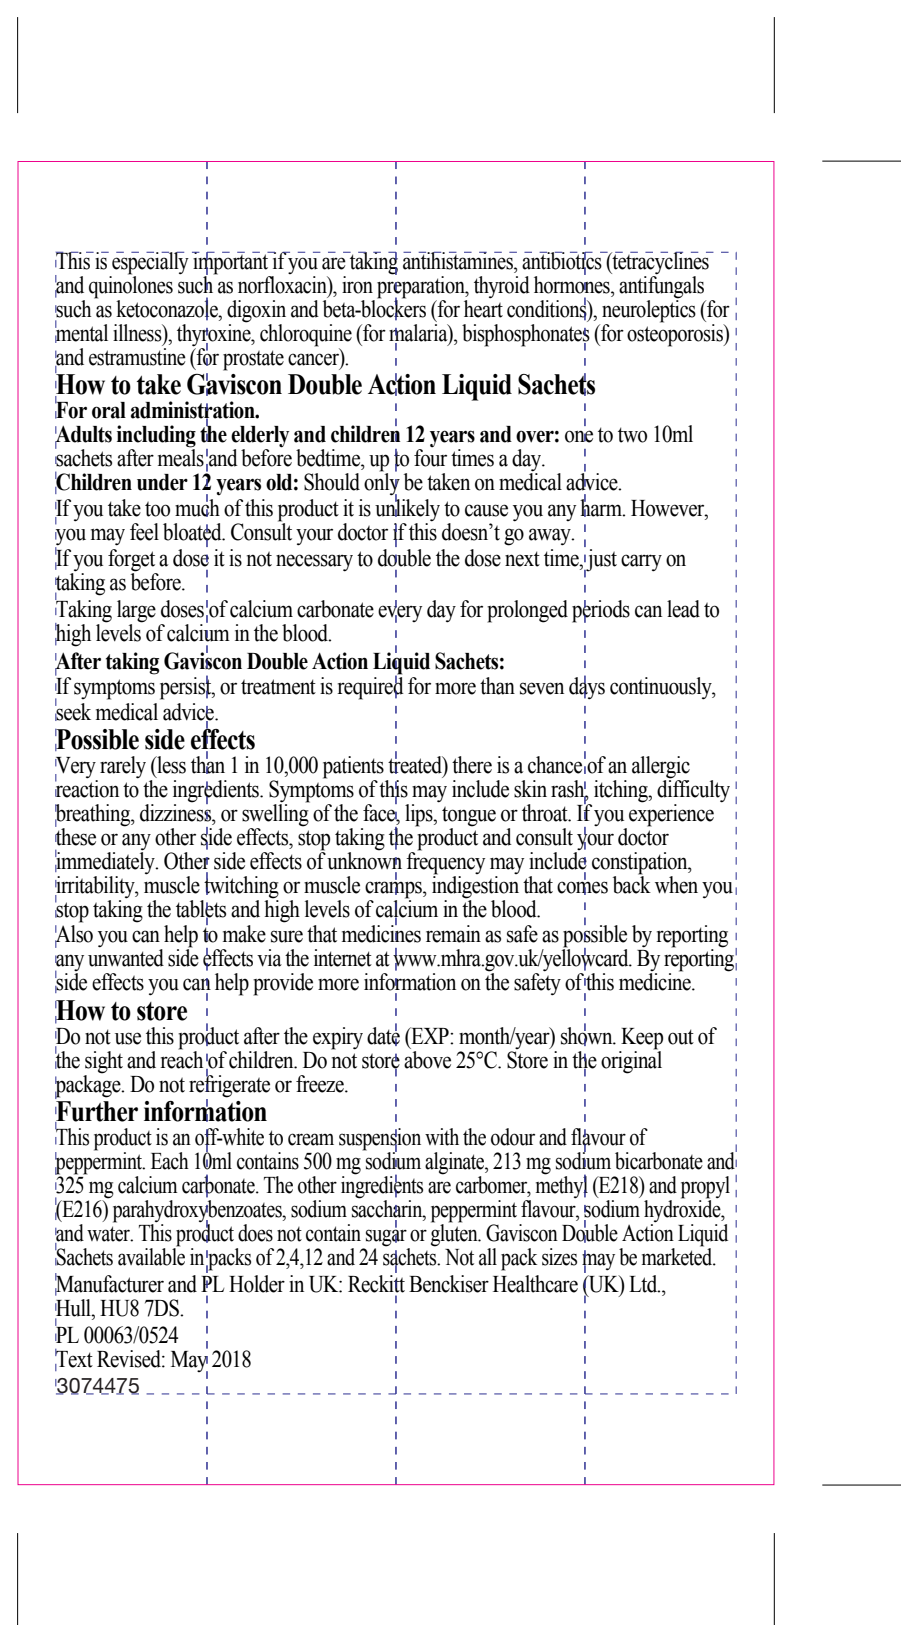 This is especially important if you are taking antihistamines, antibiotics (tetracyclines
and quinolones such as norfloxacin), iron preparation, thyroid hormones, antifungals
such as ketoconazole, digoxin and beta-blockers (for heart conditions), neuroleptics (for
mental illness), thyroxine, chloroquine (for malaria), bisphosphonates (for osteoporosis)
and estramustine (for prostate cancer).
How to take Gaviscon Double Action Liquid Sachets
For oral administration.
Adults including the elderly and children 12 years and over: one to two 10ml
sachets after meals and before bedtime, up to four times a day.
Children under 12 years old: Should only be taken on medical advice.
If you take too much of this product it is unlikely to cause you any harm. However,
you may feel bloated. Consult your doctor if this doesn’t go away.
If you forget a dose it is not necessary to double the dose next time, just carry on
taking as before.
Taking large doses of calcium carbonate every day for prolonged periods can lead to
high levels of calcium in the blood.
After taking Gaviscon Double Action Liquid Sachets:
If symptoms persist, or treatment is required for more than seven days continuously,
seek medical advice.
Possible side effects
Very rarely (less than 1 in 10,000 patients treated) there is a chance of an allergic
reaction to the ingredients. Symptoms of this may include skin rash, itching, difficulty
breathing, dizziness, or swelling of the face, lips, tongue or throat. If you experience
these or any other side effects, stop taking the product and consult your doctor
immediately. Other side effects of unknown frequency may include constipation,
irritability, muscle twitching or muscle cramps, indigestion that comes back when you
stop taking the tablets and high levels of calcium in the blood.
Also you can help to make sure that medicines remain as safe as possible by reporting
any unwanted side effects via the internet at www.mhra.gov.uk/yellowcard. By reporting
side effects you can help provide more information on the safety of this medicine.
How to store
Do not use this product after the expiry date (EXP: month/year) shown. Keep out of
the sight and reach of children. Do not store above 25°C. Store in the original
package. Do not refrigerate or freeze.
Further information
This product is an off-white to cream suspension with the odour and flavour of
peppermint. Each 10ml contains 500 mg sodium alginate, 213 mg sodium bicarbonate and
325 mg calcium carbonate. The other ingredients are carbomer, methyl (E218) and propyl
(E216) parahydroxybenzoates, sodium saccharin, peppermint flavour, sodium hydroxide,
and water. This product does not contain sugar or gluten. Gaviscon Double Action Liquid
Sachets available in packs of 2,4,12 and 24 sachets. Not all pack sizes may be marketed.
Manufacturer and PL Holder in UK: Reckitt Benckiser Healthcare (UK) Ltd.,
Hull, HU8 7DS.
PL 00063/0524
Text Revised: May 2018
3074475